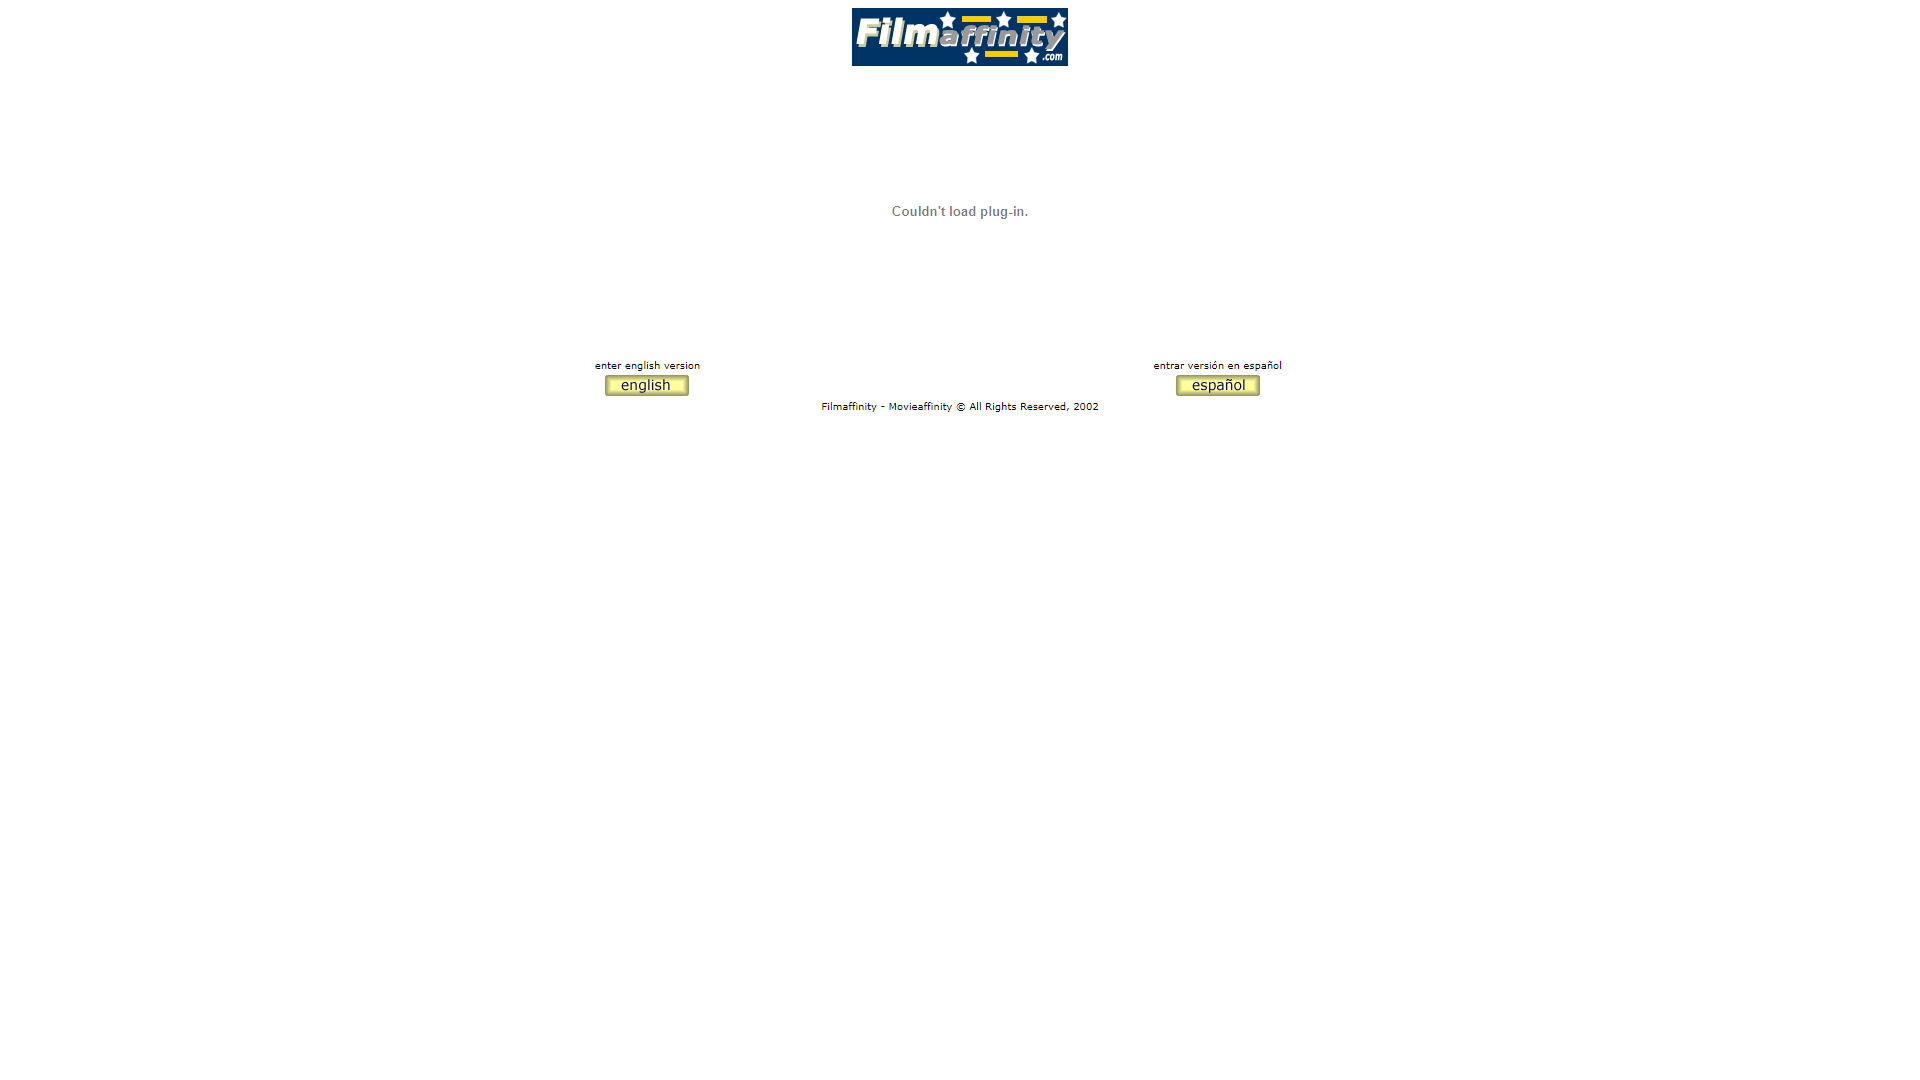 Filmaffinity
.com
Couldn't load plug-in.
enter english version
english
entrar versión en español
español
Filmaffinity - Movieaffinity © All Rights Reserved, 2002